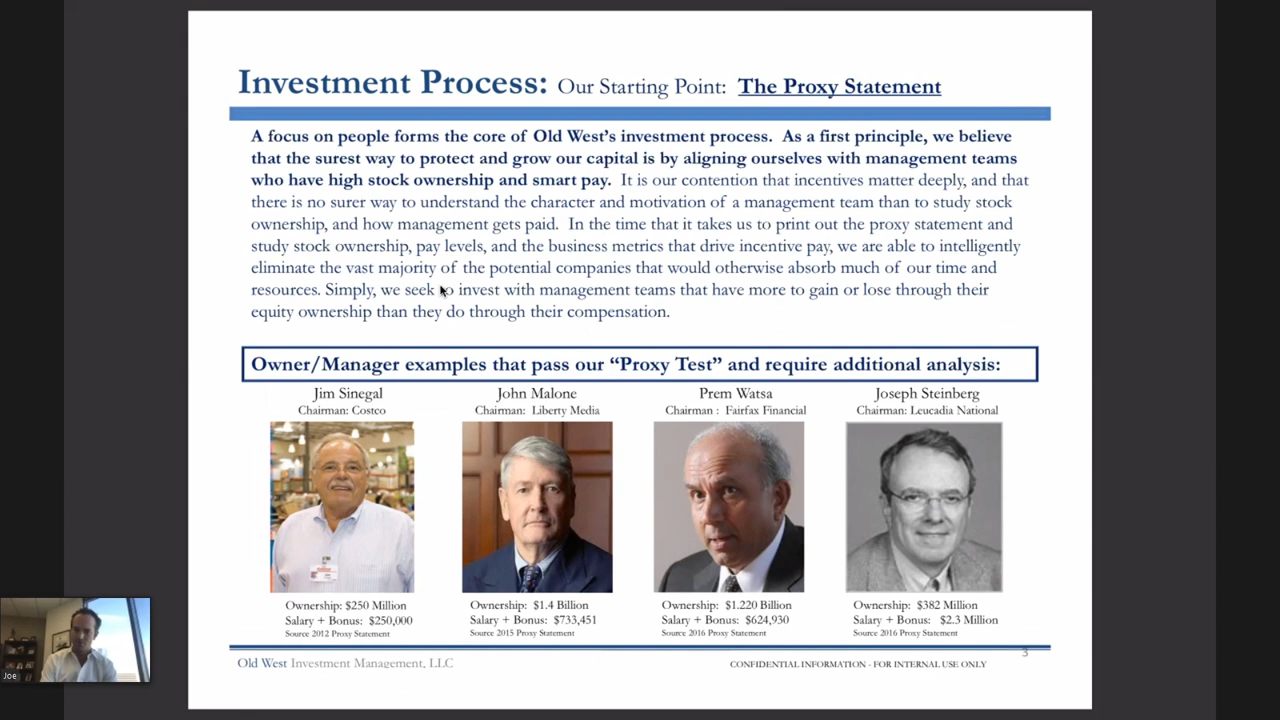 Investment Process: Our Starting Point: The Proxy Statement
A focus on people forms the core of Old West's investment process. As a first principle, we believe
that the surest way to protect and grow our capital is by aligning ourselves with management teams
who have high stock ownership and smart pay. It is our contention that incentives matter deeply, and that
there is no surer way to understand the character and motivation of a management team than to study stock
ownership, and how management gets paid. In the time that it takes us to print out the proxy statement and
study stock ownership, pay levels, and the business metrics that drive incentive pay, we are able to intelligently
eliminate the vast majority of the potential companies that would otherwise absorb much of our time and
resources. Simply, we seek to invest with management teams that have more to gain or lose through their
equity ownership than they do through their compensation.
Owner/Manager examples that pass our “Proxy Test” and require additional analysis:
Jim Sinegal
Chairman: Costco
Ownership: $250 Million
Salary + Bonus: $250,000
Source 2012 Proxy Statement
John Malone
Chairman: Liberty Media
Ownership: $1.4 Billion
Salary + Bonus: $733,451
Source 2015 Proxy Statement
Prem Watsa
Chairman : Fairfax Financial
Ownership: $1.220 Billion
Salary + Bonus: $624,930
Source 2016 Proxy Statement
Joseph Steinberg
Chairman: Leucadia National
Ownership: $382 Million
Salary + Bonus: $2.3 Million
Source 2016 Proxy Statement
Old West Investment Management, LLC
CONFIDENTIAL INFORMATION - FOR INTERNAL USE ONLY
3
Joe